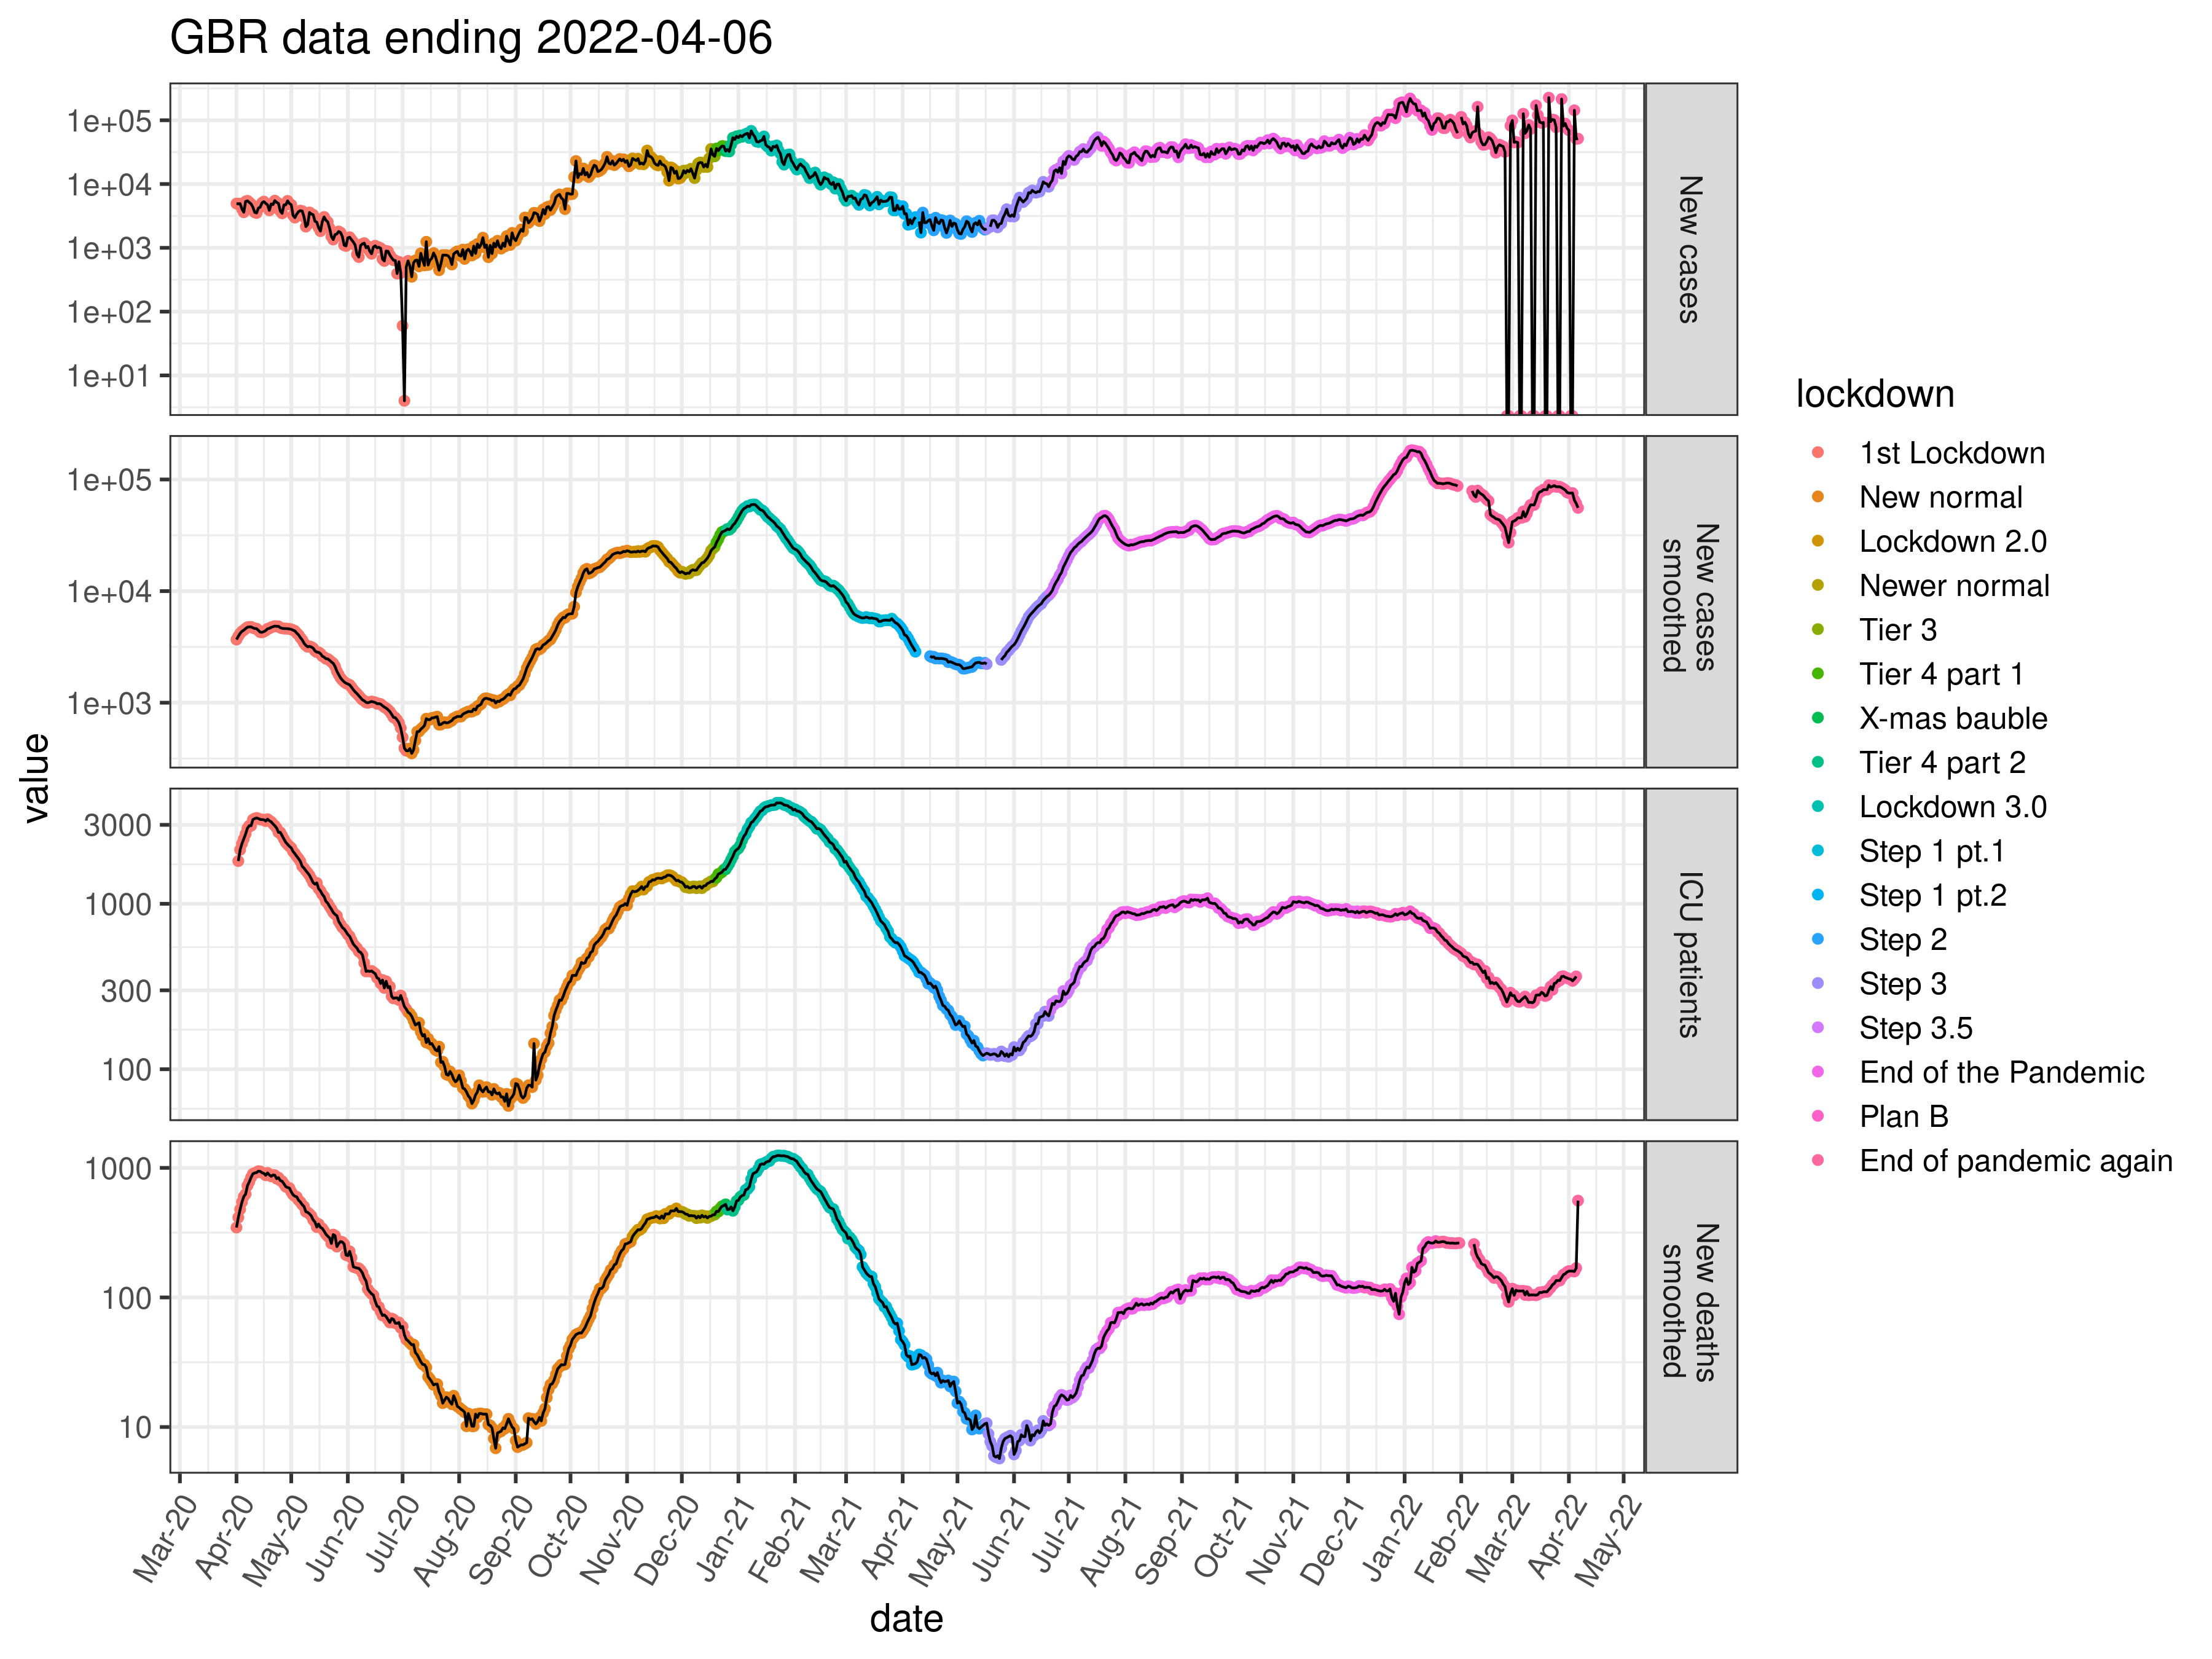 GBR data ending 2022-04-06
1e+05
1e+04
1e+03
1e+02
1e+01
New cases
1e+05
1e+04
1e+03
New cases
smoothed
3000
1000
300
100
ICU patients
1000
100
10
New deaths
smoothed
value
Mar-20
Apr-20
May-20
Jun-20
Jul-20
Aug-20
Sep-20
Oct-20
Nov-20
Dec-20
Jan-21
Feb-21
Mar-21
Apr-21
May-21
Jun-21
Jul-21
Aug-21
Sep-21
Oct-21
Nov-21
Dec-21
Jan-22
Feb-22
Mar-22
Apr-22
May-22
date
lockdown
1st Lockdown
New normal
Lockdown 2.0
Newer normal
Tier 3
Tier 4 part 1
X-mas bauble
Tier 4 part 2
Lockdown 3.0
Step 1 pt.1
Step 1 pt.2
Step 2
Step 3
Step 3.5
End of the Pandemic
Plan B
End of pandemic again